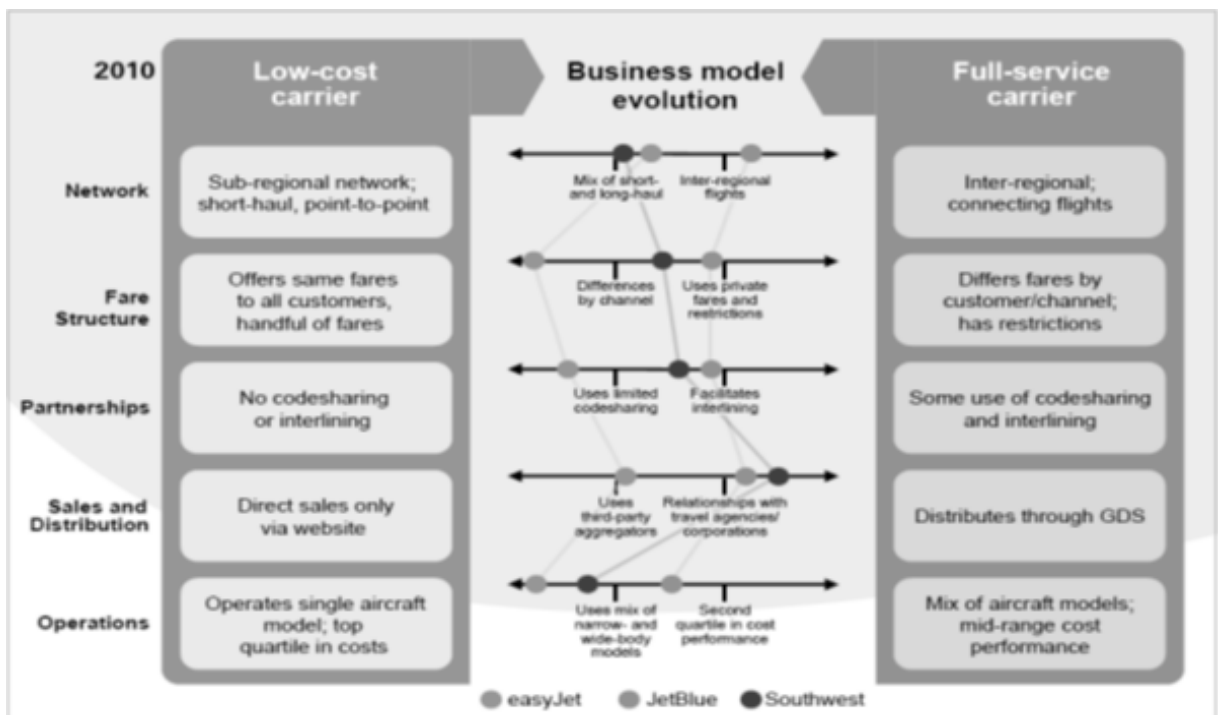 2010
Low-cost
carrier
Business model
evolution
Full-service
carrier
Network
Sub-regional network;
short-haul, point-to-point
Mix of short-
and long-haul
Inter-regional
flights
Inter-regional;
connecting flights
Fare
Structure
Offers same fares
to all customers,
handful of fares
Differences
by channel
Uses private
fares and
restrictions
Differs fares by
customer/channel;
has restrictions
Partnerships
No codesharing
or interlining
Uses limited
codesharing
Facilitates
interlining
Some use of codesharing
and interlining
Sales and
Distribution
Direct sales only
via website
Uses
third-party
aggregators
Relationships with
travel agencies/
corporations
Distributes through GDS
Operations
Operates single aircraft
model; top
quartile in costs
Uses mix of
narrow- and
wide-body
models
Second
quartile in cost
performance
Mix of aircraft models;
mid-range cost
performance
easyJet JetBlue Southwest